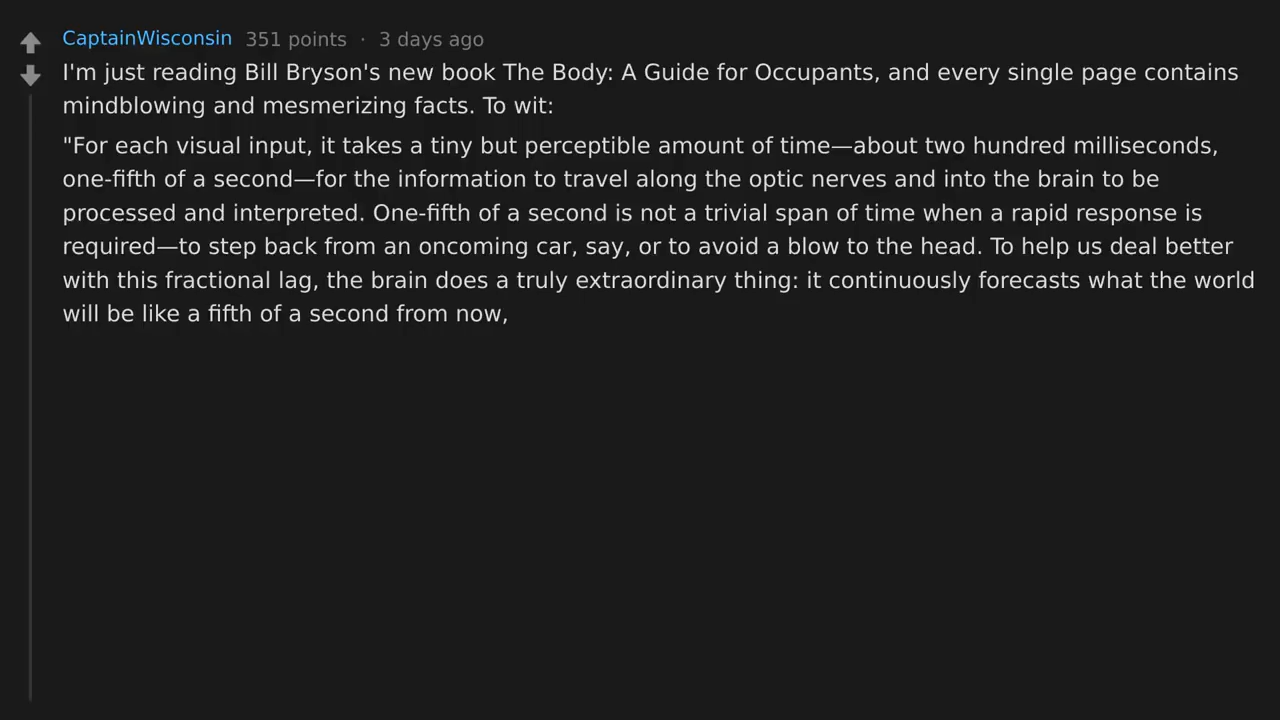 CaptainWisconsin 351 points · 3 days ago
I'm just reading Bill Bryson's new book The Body: A Guide for Occupants, and every single page contains
mindblowing and mesmerizing facts. To wit:
"For each visual input, it takes a tiny but perceptible amount of time—about two hundred milliseconds,
one-fifth of a second—for the information to travel along the optic nerves and into the brain to be
processed and interpreted. One-fifth of a second is not a trivial span of time when a rapid response is
required—to step back from an oncoming car, say, or to avoid a blow to the head. To help us deal better
with this fractional lag, the brain does a truly extraordinary thing: it continuously forecasts what the world
will be like a fifth of a second from now,